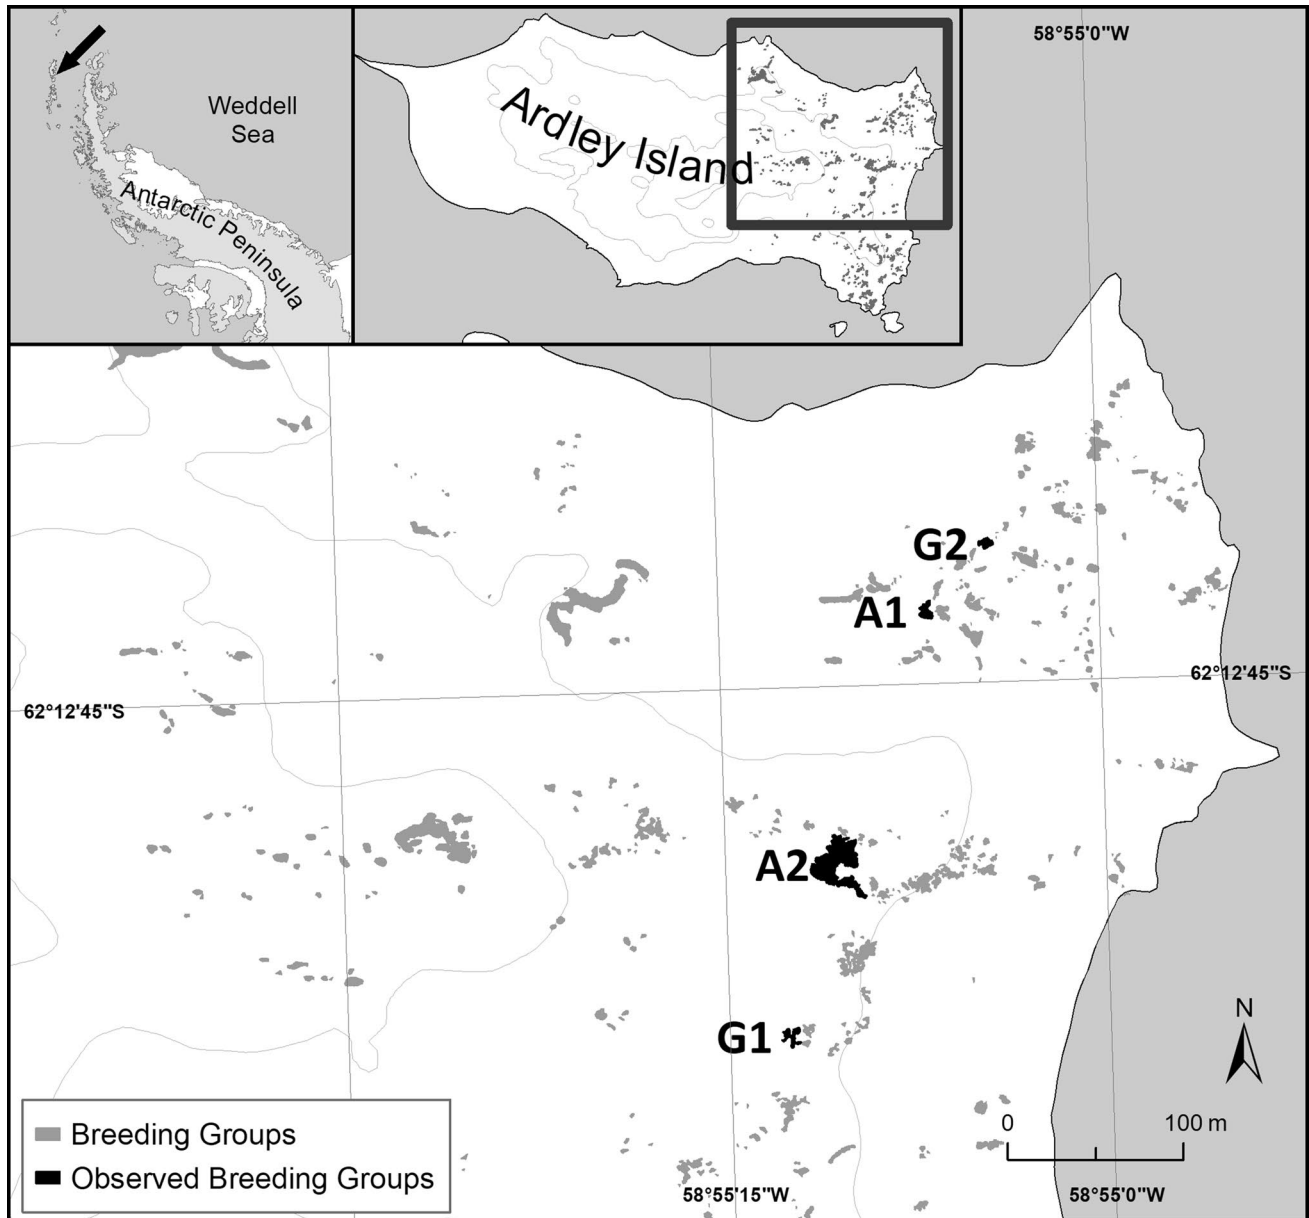 Weddell
Sea
Antarctic Peninsula
Ardley Island
58°55'0"W
G2
A1
62°12'45"S
62°12'45"S
A2
G1
N
0 100 m
Breeding Groups
Observed Breeding Groups
58°55'15"W
58°55'0"W